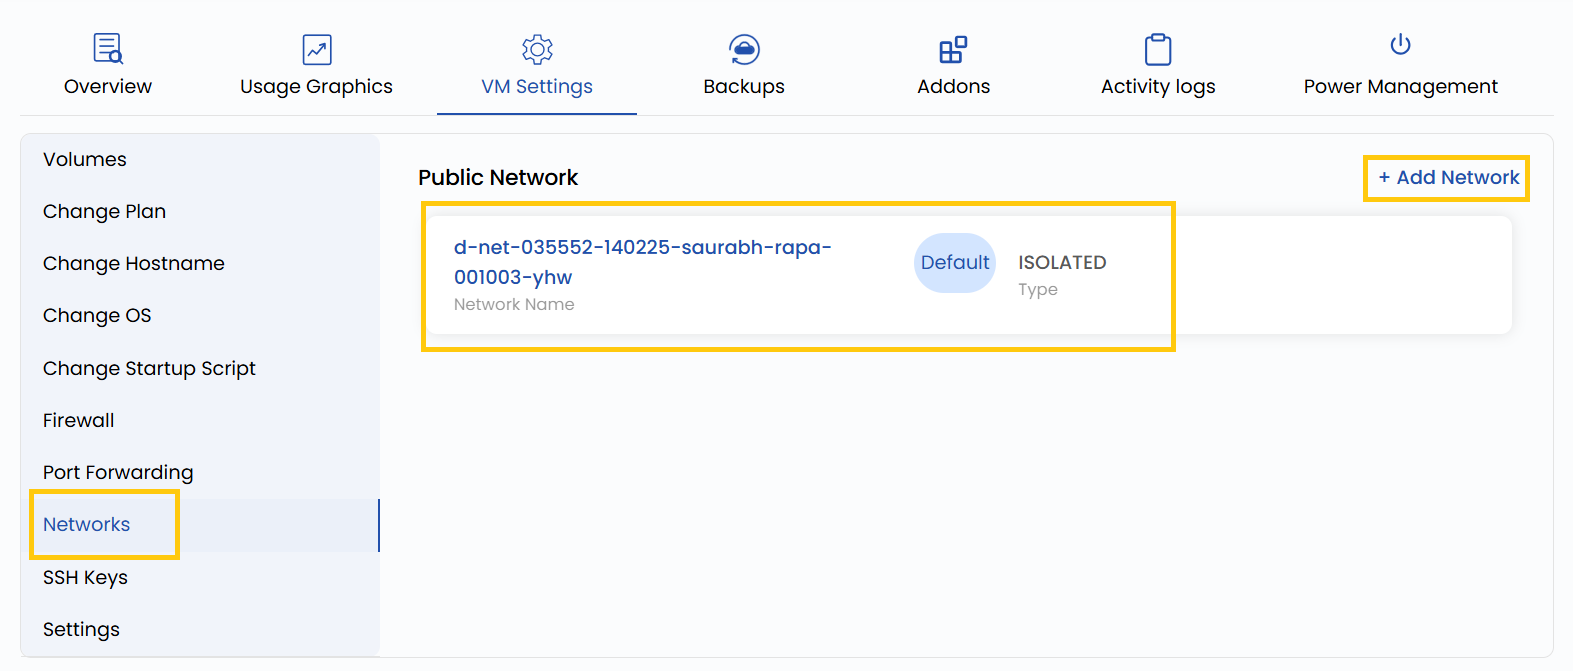 Overview
Usage Graphics
VM Settings
Backups
Addons
Activity logs
Power Management
Volumes
Change Plan
Change Hostname
Change OS
Change Startup Script
Firewall
Port Forwarding
Networks
SSH Keys
Settings
Public Network
+ Add Network
d-net-035552-140225-saurabh-rapa-
001003-yhw
Network Name
Default
ISOLATED
Type